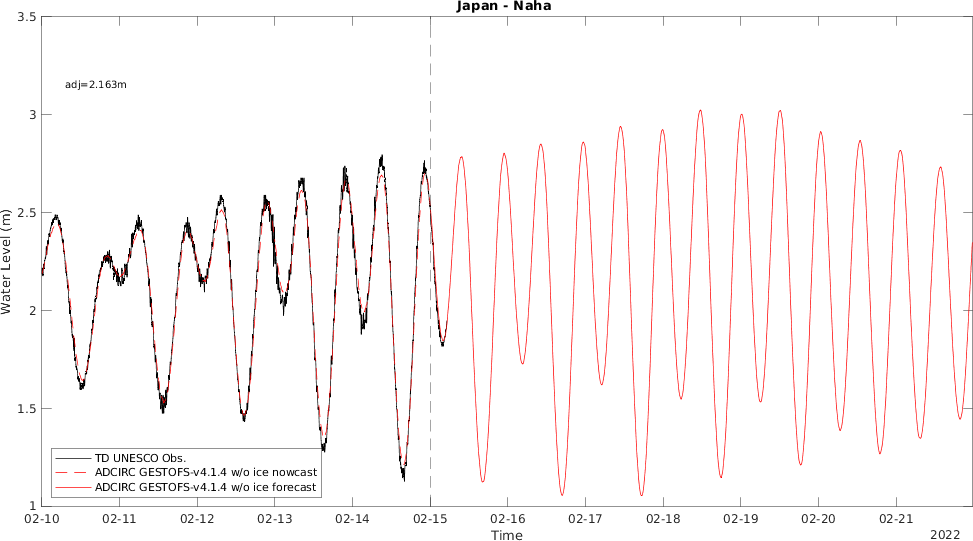 Japan - Naha
3.5
adj=2.163m
3
2.5
Water Level (m)
2
1.5
TD UNESCO Obs.
ADCIRC GESTOFS-v4.1.4 w/o ice nowcast
ADCIRC GESTOFS-v4.1.4 w/o ice forecast
1
02-10 02-11 02-12 02-13 02-14 02-15 02-16 02-17 02-18 02-19 02-20 02-21
Time
2022